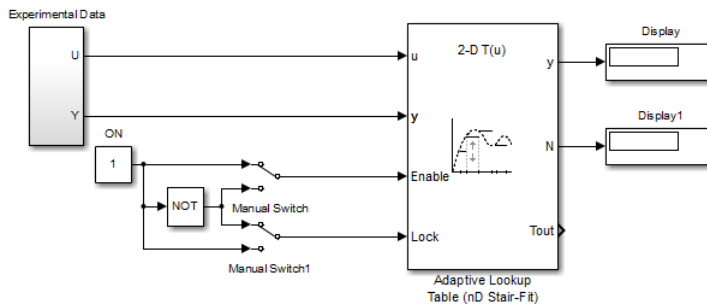 Experimental Data
U
Y
ON
1
NOT
Manual Switch
Manual Switch1
2-D T(u)
u
y
Enable
Lock
y
N
Tout
Adaptive Lookup
Table (nD Stair-Fit)
Display
Display1